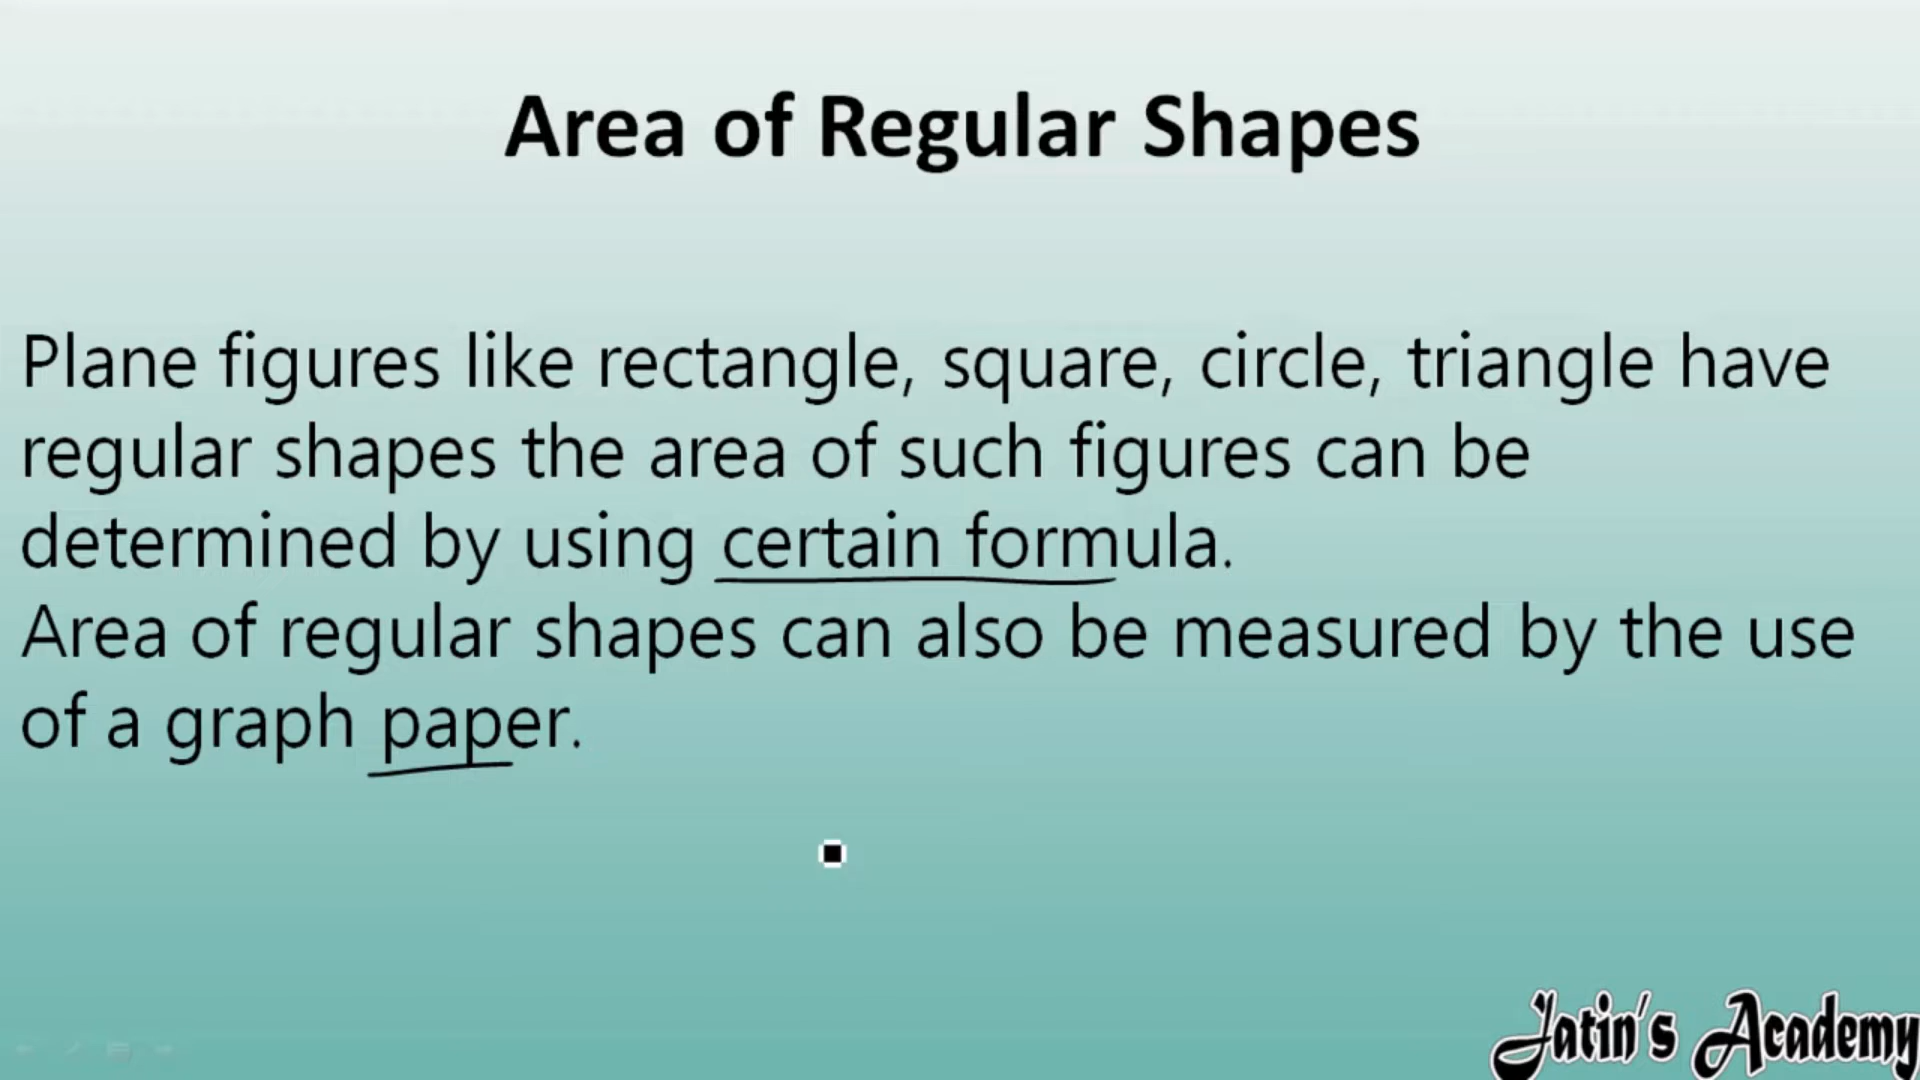 Area of Regular Shapes
Plane figures like rectangle, square, circle, triangle have
regular shapes the area of such figures can be
determined by using certain formula.
Area of regular shapes can also be measured by the use
of a graph paper.
Jatin's Academy